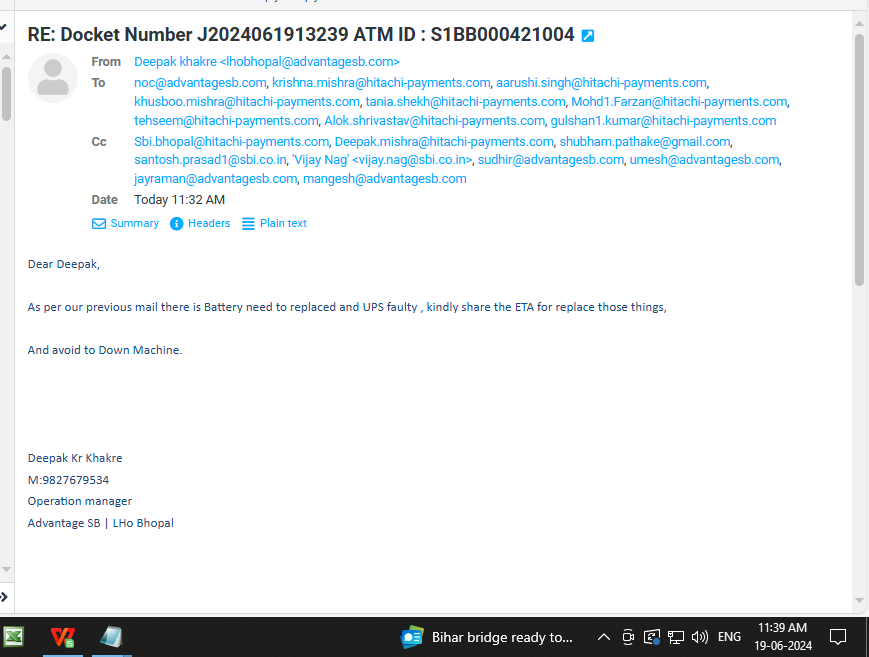 RE: Docket Number J2024061913239 ATM ID : S1BB000421004
From Deepak khakre <lhobhopal@advantagesb.com>
To noc@advantagesb.com, krishna.mishra@hitachi-payments.com, aarushi.singh@hitachi-payments.com,
khusboo.mishra@hitachi-payments.com, tania.shekh@hitachi-payments.com, Mohd1.Farzan@hitachi-payments.com,
tehseem@hitachi-payments.com, Alok.shrivastav@hitachi-payments.com, gulshan1.kumar@hitachi-payments.com
Cc Sbi.bhopal@hitachi-payments.com, Deepak.mishra@hitachi-payments.com, shubham.pathake@gmail.com,
santosh.prasad1@sbi.co.in, 'Vijay Nag' <vijay.nag@sbi.co.in>, sudhir@advantagesb.com, umesh@advantagesb.com,
jayraman@advantagesb.com, mangesh@advantagesb.com
Date Today 11:32 AM
Summary Headers Plain text
Dear Deepak,
As per our previous mail there is Battery need to replaced and UPS faulty , kindly share the ETA for replace those things,
And avoid to Down Machine.
Deepak Kr Khakre
M:9827679534
Operation manager
Advantage SB | LHo Bhopal
Bihar bridge ready to... ENG 11:39 AM
19-06-2024